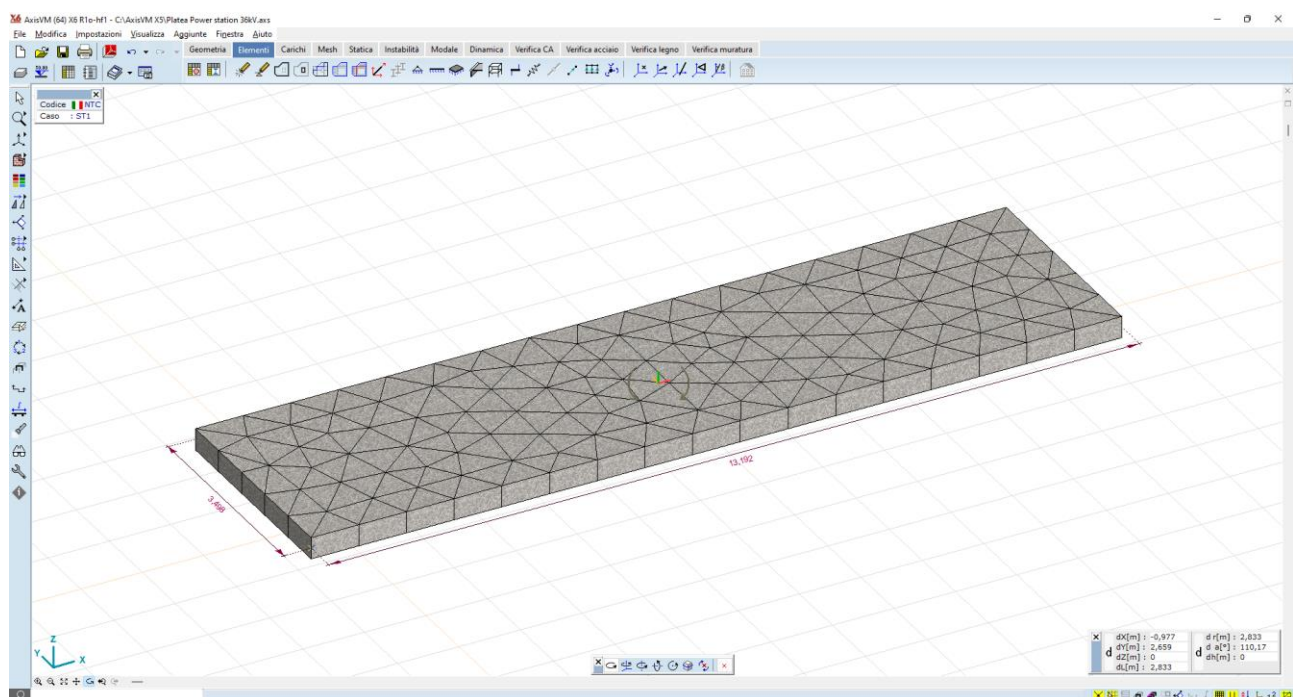 AxisVM (64) X6 R1o-hf1 - C:\AxisVM X5\Platea Power station 36kV.axs
File Modifica Impostazioni Visualizza Aggiunte Finestra Aiuto
Geometria Elementi Carichi Mesh Statica Instabilità Modale Dinamica Verifica CA Verifica acciaio Verifica legno Verifica muratura
Codice NTC
Caso : ST1
13,192
Z
Y
X
dX[m] : -0,977
d r[m] : 2,833
d
dY[m] : 2,659
d
d a[°] : 110,17
dZ[m] : 0
dh[m] : 0
dL[m] : 2,833